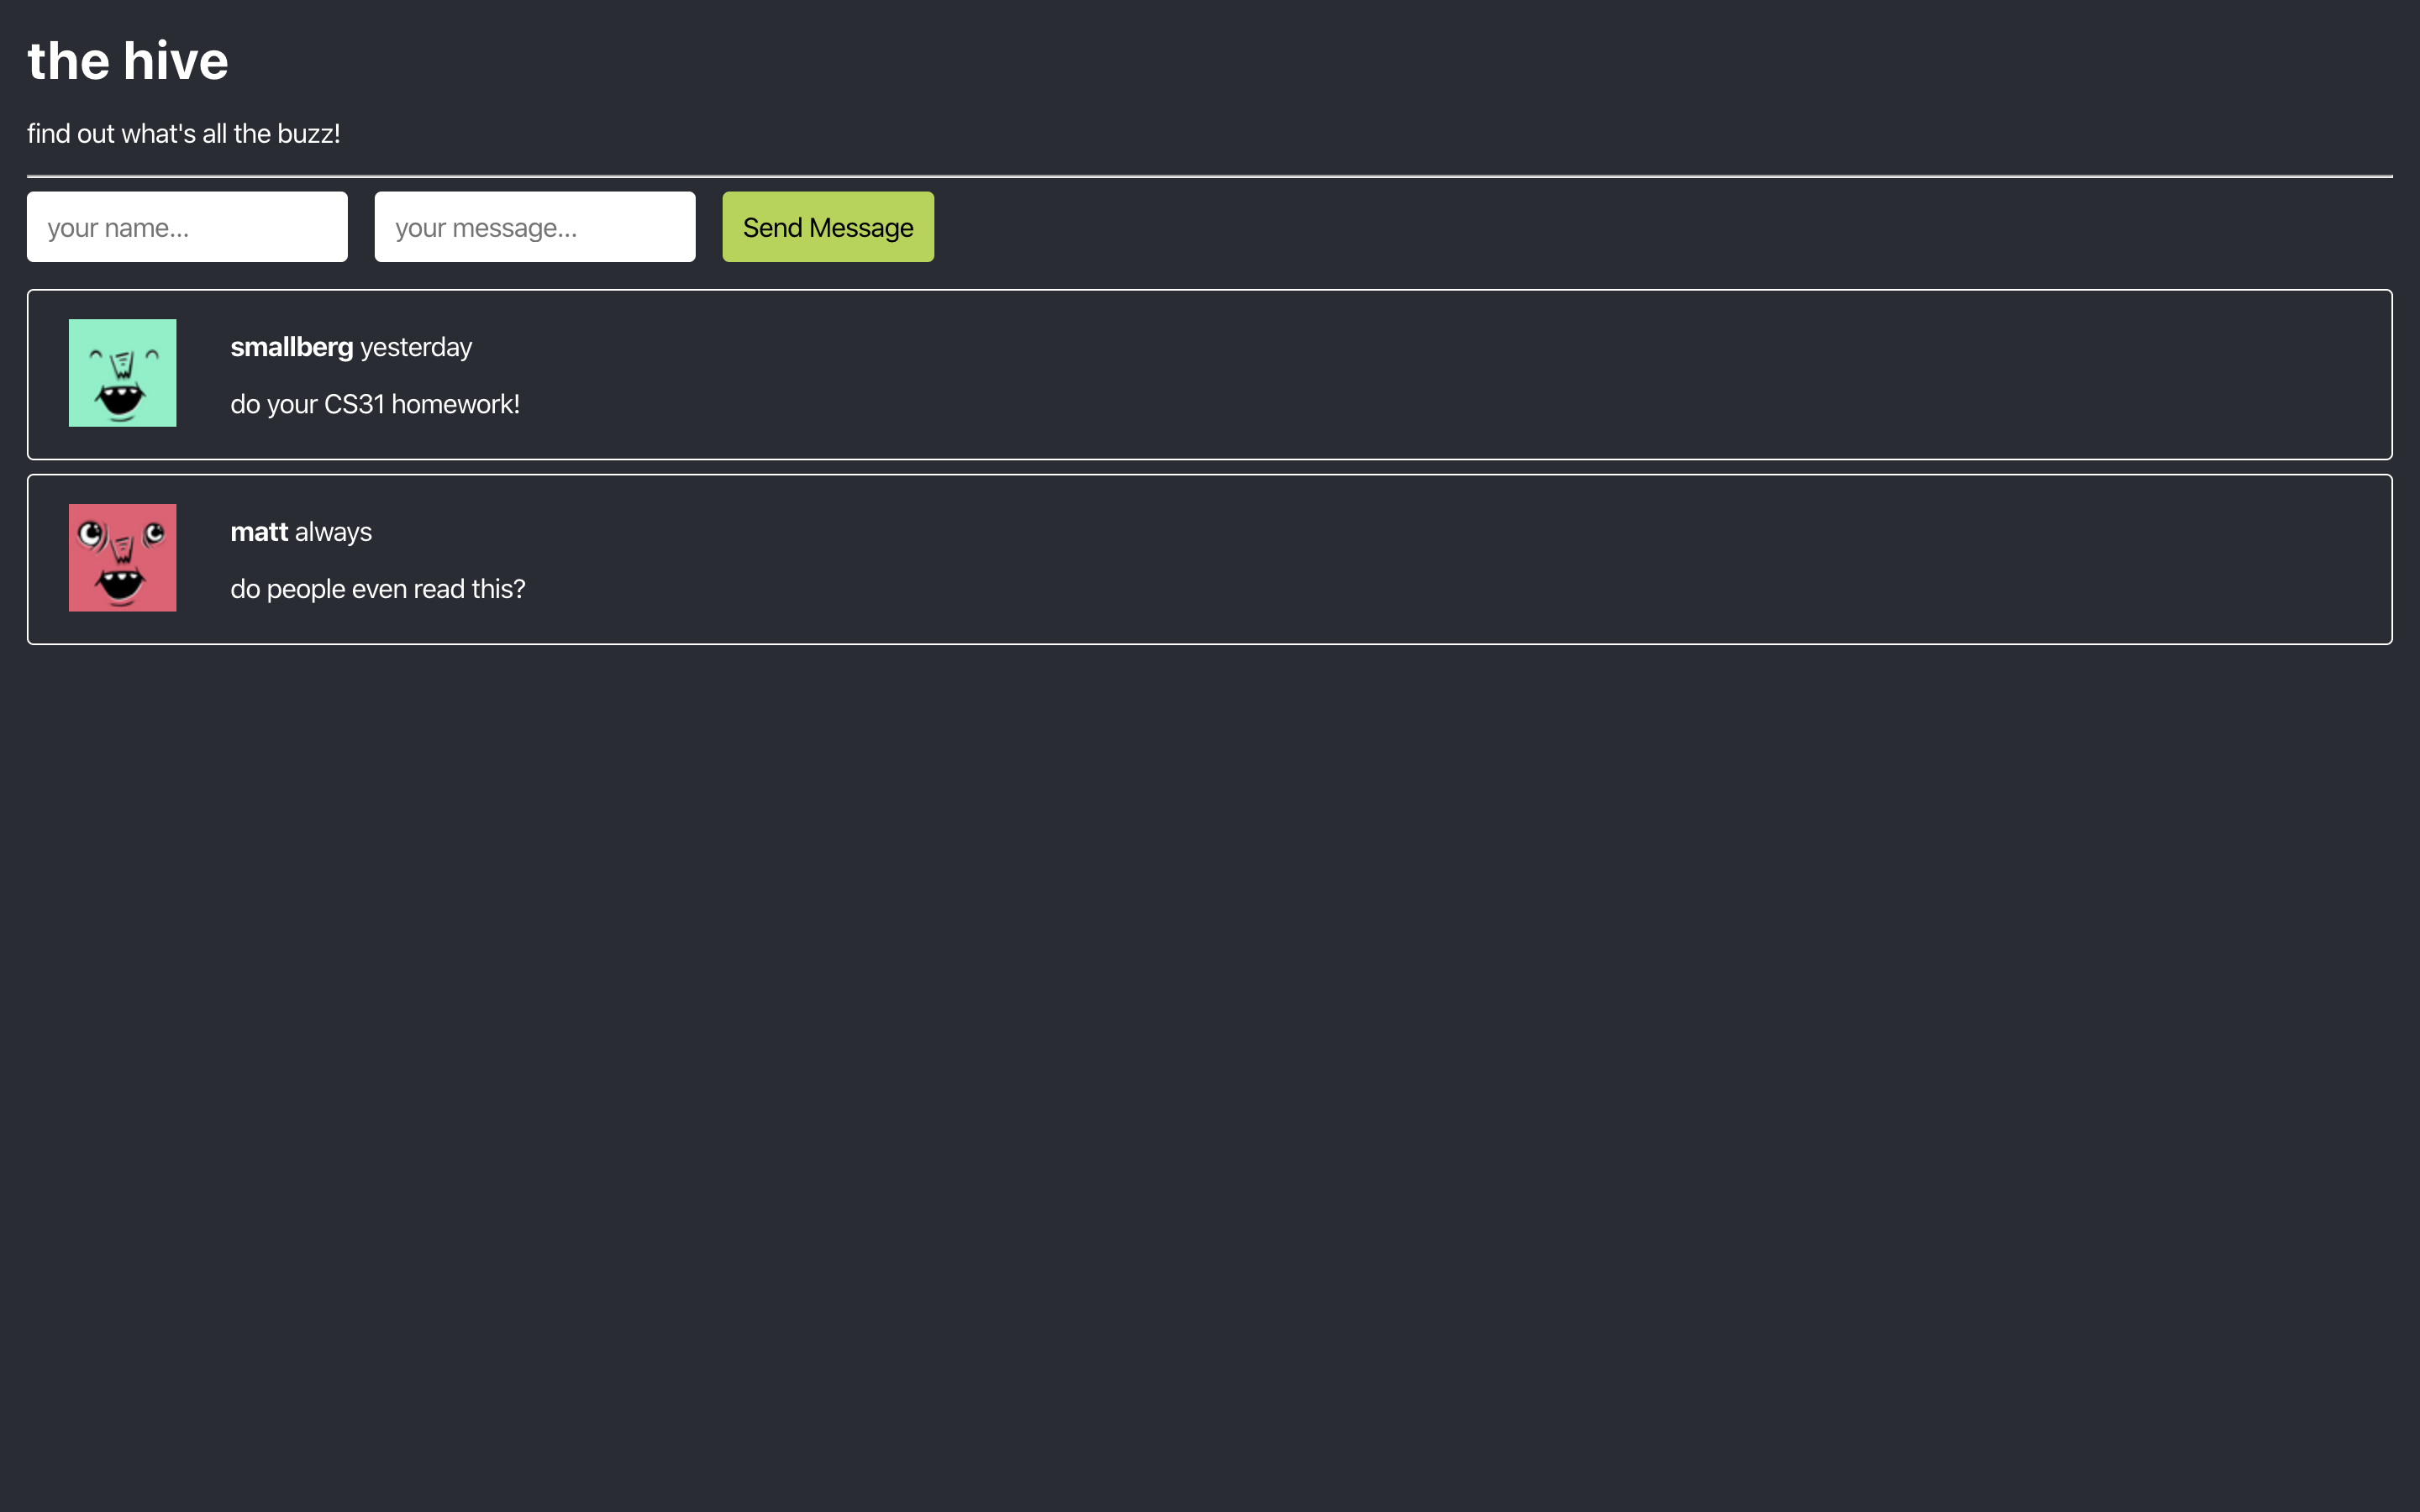 the hive
find out what's all the buzz!
your name...
your message...
Send Message
smallberg yesterday
do your CS31 homework!
matt always
do people even read this?